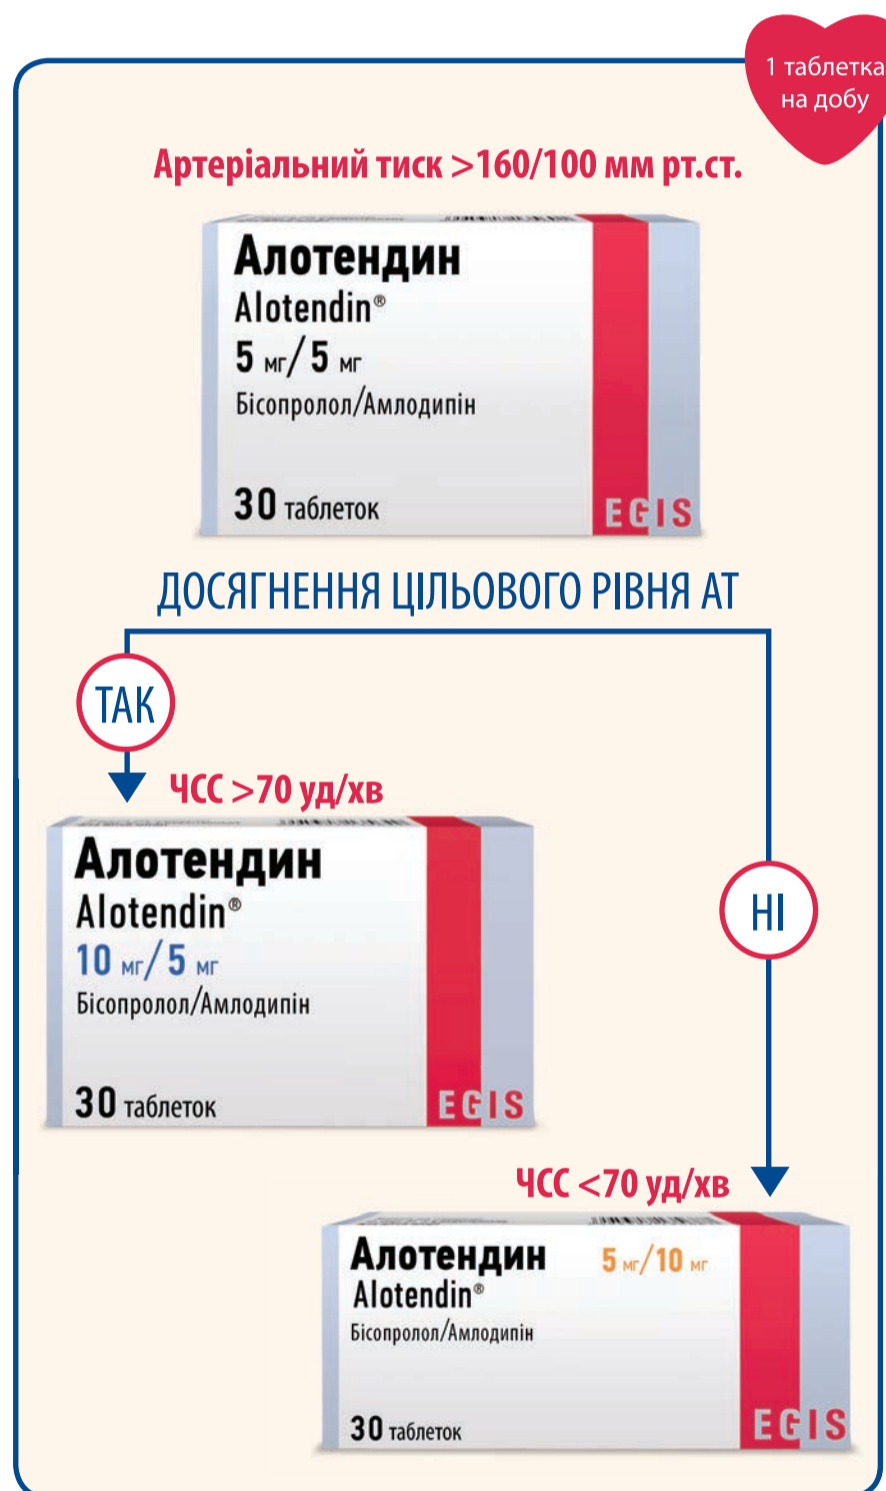 1 таблетка
на добу
Артеріальний тиск >160/100 мм рт.ст.
Алотендин
Alotendin®
5 мг/5 мг
Бісопролол/Амлодипін
30 таблеток
EGIS
ДОСЯГНЕННЯ ЦІЛЬОВОГО РІВНЯ АТ
ТАК
ЧСС >70 уд/хв
Алотендин
Alotendin®
10 мг/5 мг
Бісопролол/Амлодипін
30 таблеток
EGIS
НІ
ЧСС <70 уд/хв
Алотендин 5 мг/10 мг
Alotendin®
Бісопролол/Амлодипін
30 таблеток
EGIS